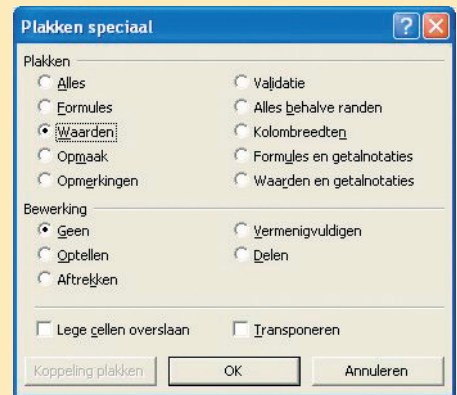 Plakken speciaal
Plakken
Alles
Validatie
Formules
Alles behalve randen
Waarden
Kolombreedten
Opmaak
Formules en getalnotaties
Opmerkingen
Waarden en getalnotaties
Bewerking
Geen
Vermenigvuldigen
Optellen
Delen
Aftrekken
Lege cellen overslaan
Transponeren
Koppeling plakken
OK
Annuleren